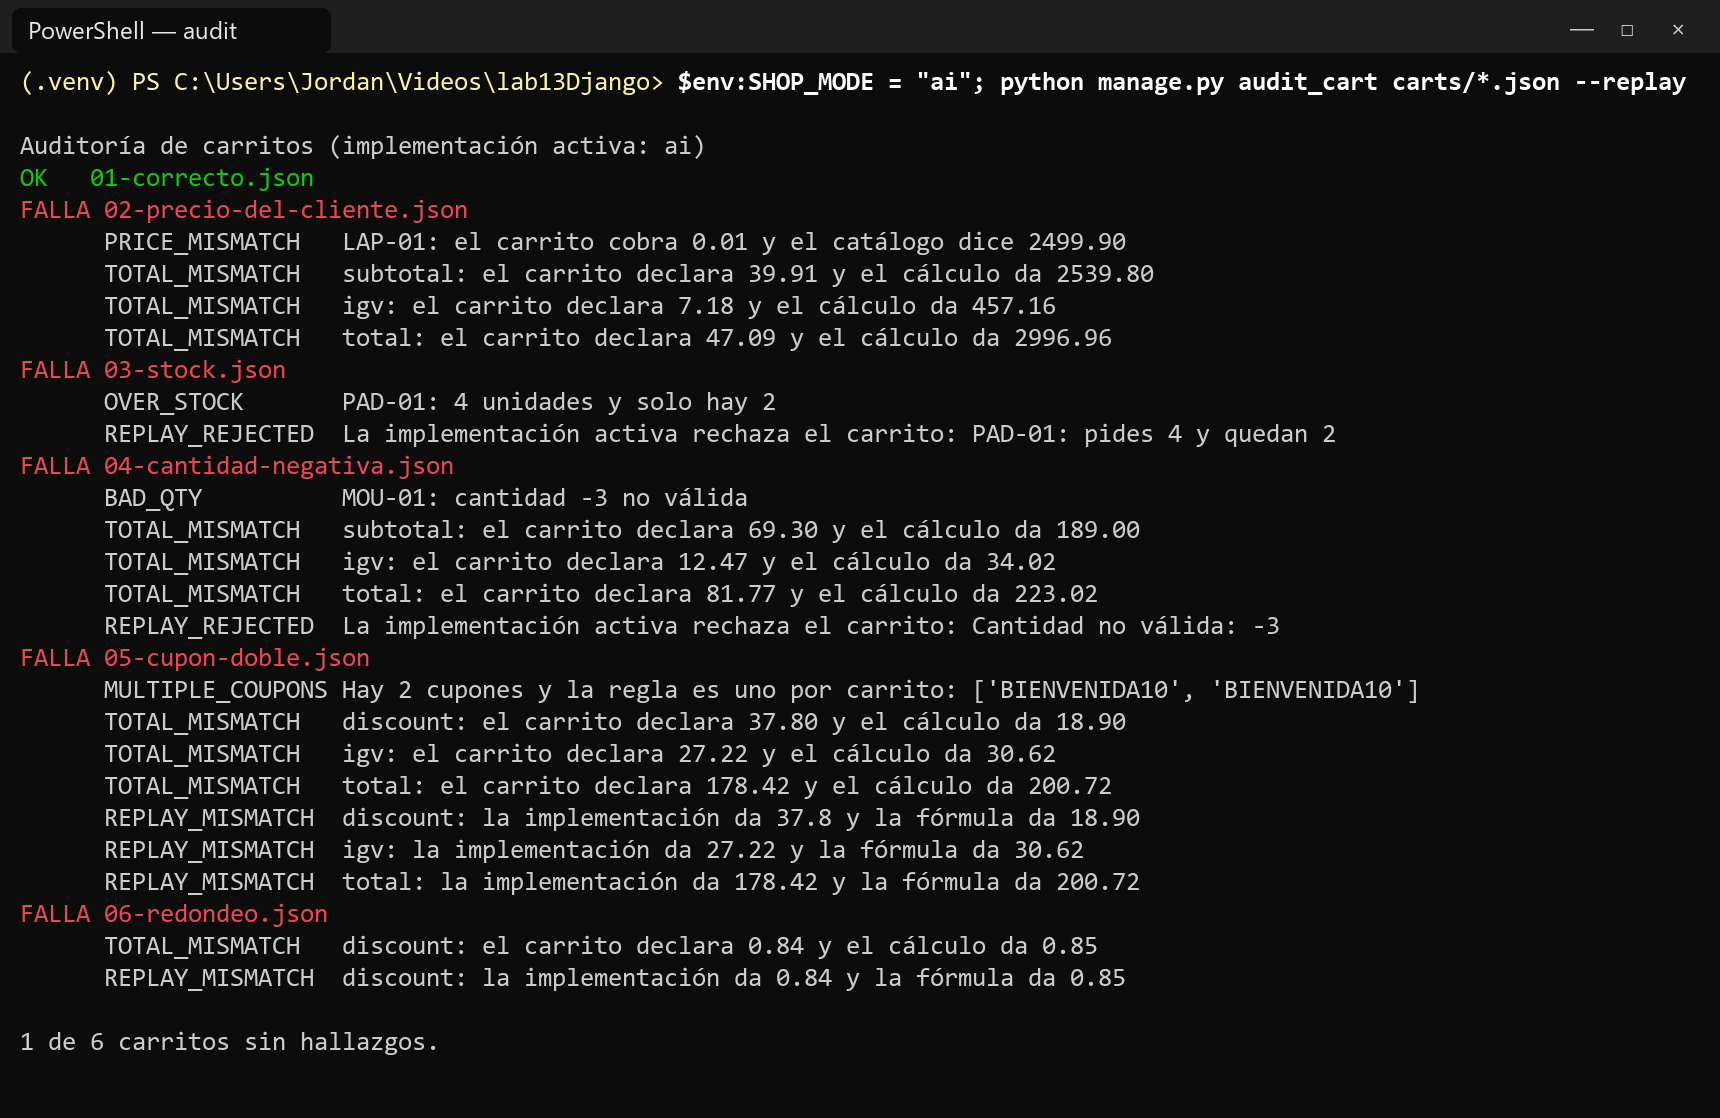 PowerShell — audit
(.venv) PS C:\Users\Jordan\Videos\lab13Django> $env:SHOP_MODE = "ai"; python manage.py audit_cart carts/*.json --replay
Auditoría de carritos (implementación activa: ai)
OK   01-correcto.json
FALLA 02-precio-del-cliente.json
      PRICE_MISMATCH   LAP-01: el carrito cobra 0.01 y el catálogo dice 2499.90
      TOTAL_MISMATCH   subtotal: el carrito declara 39.91 y el cálculo da 2539.80
      TOTAL_MISMATCH   igv: el carrito declara 7.18 y el cálculo da 457.16
      TOTAL_MISMATCH   total: el carrito declara 47.09 y el cálculo da 2996.96
FALLA 03-stock.json
      OVER_STOCK       PAD-01: 4 unidades y solo hay 2
      REPLAY_REJECTED  La implementación activa rechaza el carrito: PAD-01: pides 4 y quedan 2
FALLA 04-cantidad-negativa.json
      BAD_QTY          MOU-01: cantidad -3 no válida
      TOTAL_MISMATCH   subtotal: el carrito declara 69.30 y el cálculo da 189.00
      TOTAL_MISMATCH   igv: el carrito declara 12.47 y el cálculo da 34.02
      TOTAL_MISMATCH   total: el carrito declara 81.77 y el cálculo da 223.02
      REPLAY_REJECTED  La implementación activa rechaza el carrito: Cantidad no válida: -3
FALLA 05-cupon-doble.json
      MULTIPLE_COUPONS Hay 2 cupones y la regla es uno por carrito: ['BIENVENIDA10', 'BIENVENIDA10']
      TOTAL_MISMATCH   discount: el carrito declara 37.80 y el cálculo da 18.90
      TOTAL_MISMATCH   igv: el carrito declara 27.22 y el cálculo da 30.62
      TOTAL_MISMATCH   total: el carrito declara 178.42 y el cálculo da 200.72
      REPLAY_MISMATCH  discount: la implementación da 37.8 y la fórmula da 18.90
      REPLAY_MISMATCH  igv: la implementación da 27.22 y la fórmula da 30.62
      REPLAY_MISMATCH  total: la implementación da 178.42 y la fórmula da 200.72
FALLA 06-redondeo.json
      TOTAL_MISMATCH   discount: el carrito declara 0.84 y el cálculo da 0.85
      REPLAY_MISMATCH  discount: la implementación da 0.84 y la fórmula da 0.85
1 de 6 carritos sin hallazgos.